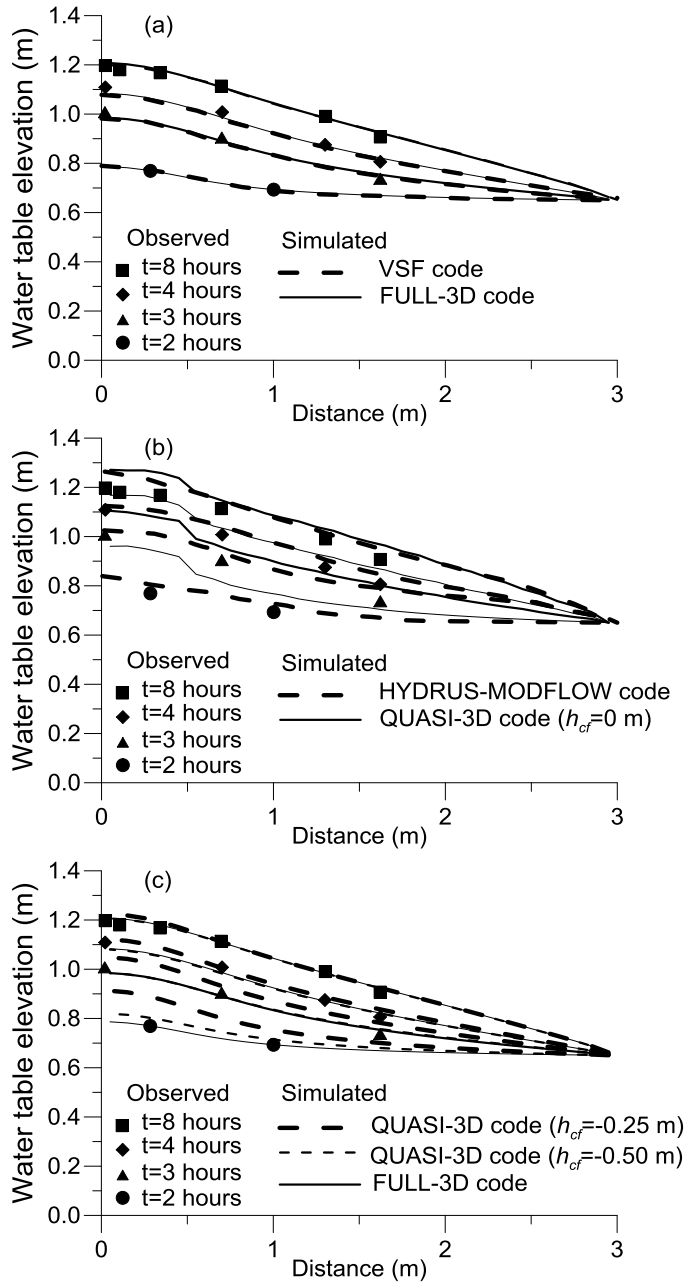 (a)
Water table elevation (m)
1.4
1.2
1.0
0.8
0.6
0.4
0.2
0.0
Observed Simulated
t=8 hours VSF code
t=4 hours FULL-3D code
t=3 hours
t=2 hours
0 1 2 3
Distance (m)
(b)
Water table elevation (m)
1.4
1.2
1.0
0.8
0.6
0.4
0.2
0.0
Observed Simulated
t=8 hours HYDRUS-MODFLOW code
t=4 hours QUASI-3D code (hcf=0 m)
t=3 hours
t=2 hours
0 1 2 3
Distance (m)
(c)
Water table elevation (m)
1.4
1.2
1.0
0.8
0.6
0.4
0.2
0.0
Observed Simulated
t=8 hours QUASI-3D code (hcf=-0.25 m)
t=4 hours QUASI-3D code (hcf=-0.50 m)
t=3 hours FULL-3D code
t=2 hours
0 1 2 3
Distance (m)